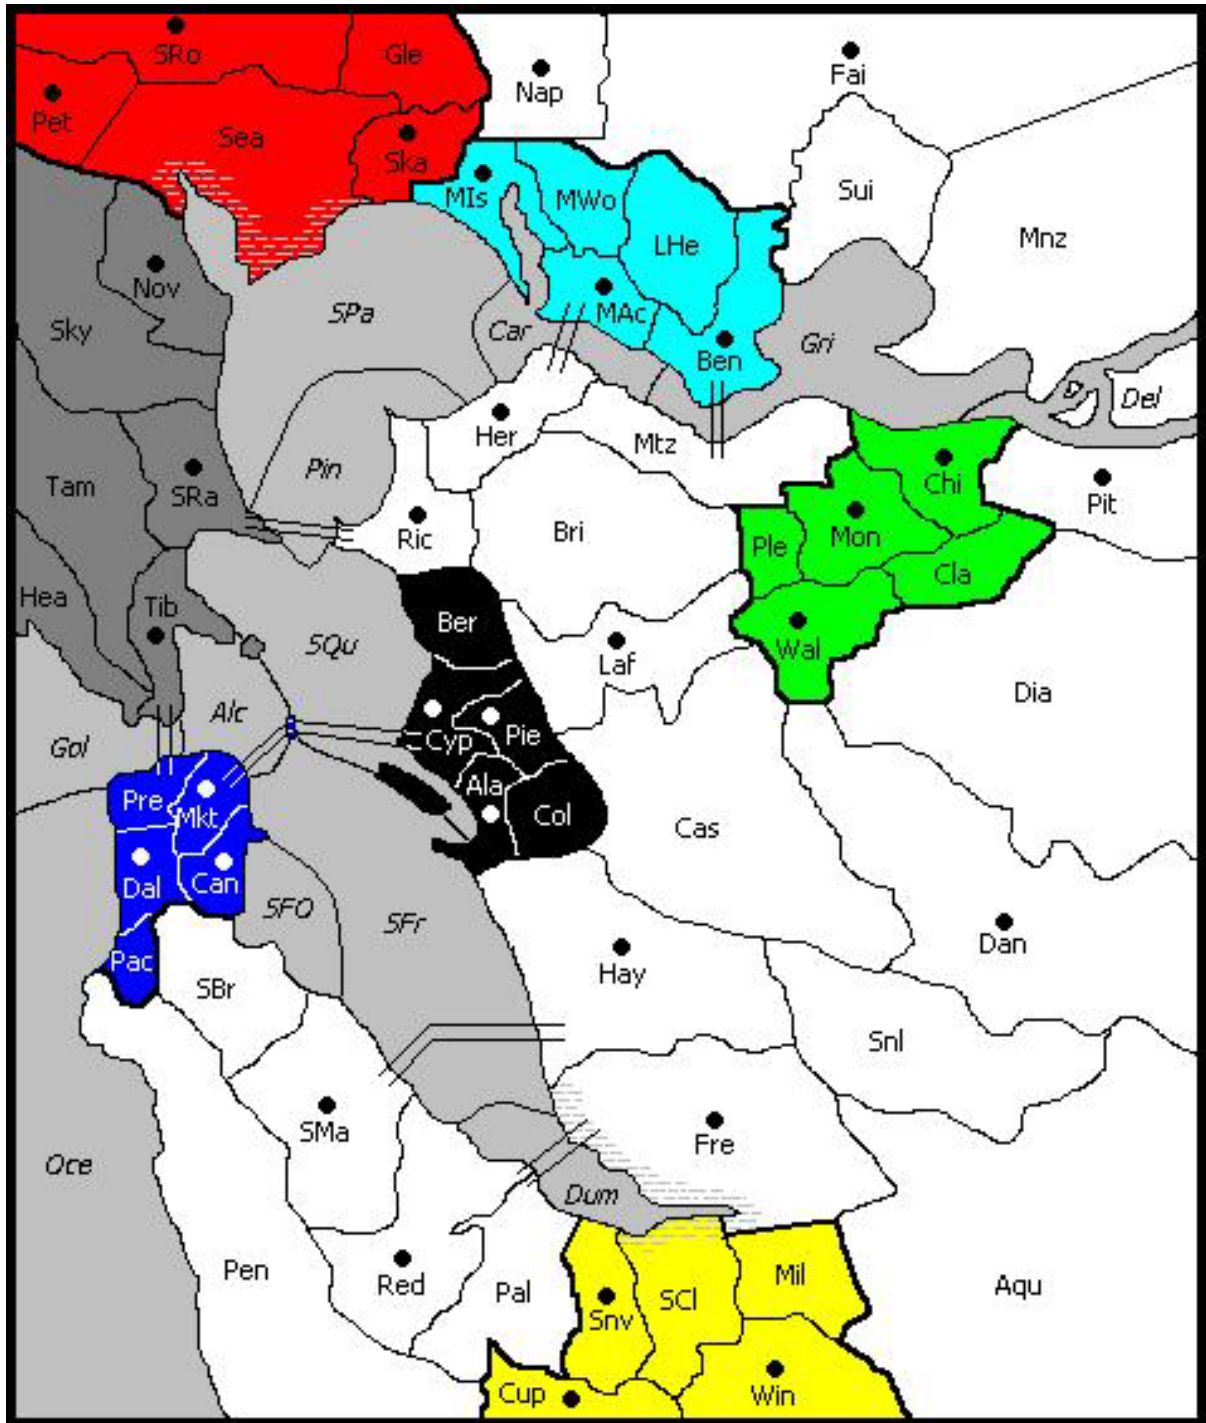 SRo
Gle
Fai
Nap
Pet
Sea
Ska
MIs
MWo
Sui
LHe
Mnz
Nov
Sky
SPa
MAc
Car
Gri
Ben
Del
Her
Mtz
Pin
Tam
SRa
Chi
Pit
Ric
Bri
Ple
Mon
Cla
Hea
Tib
Ber
SQu
Laf
Wal
Dia
Alc
Gol
Cyp
Pie
Ala
Pre
Mkt
Col
Cas
Dal
Can
SFO
SFr
Dan
Pac
SBr
Hay
Snl
SMa
Fre
Oce
Dum
Pen
Red
Pal
Mil
Aqu
SCl
Snv
Cup
Win